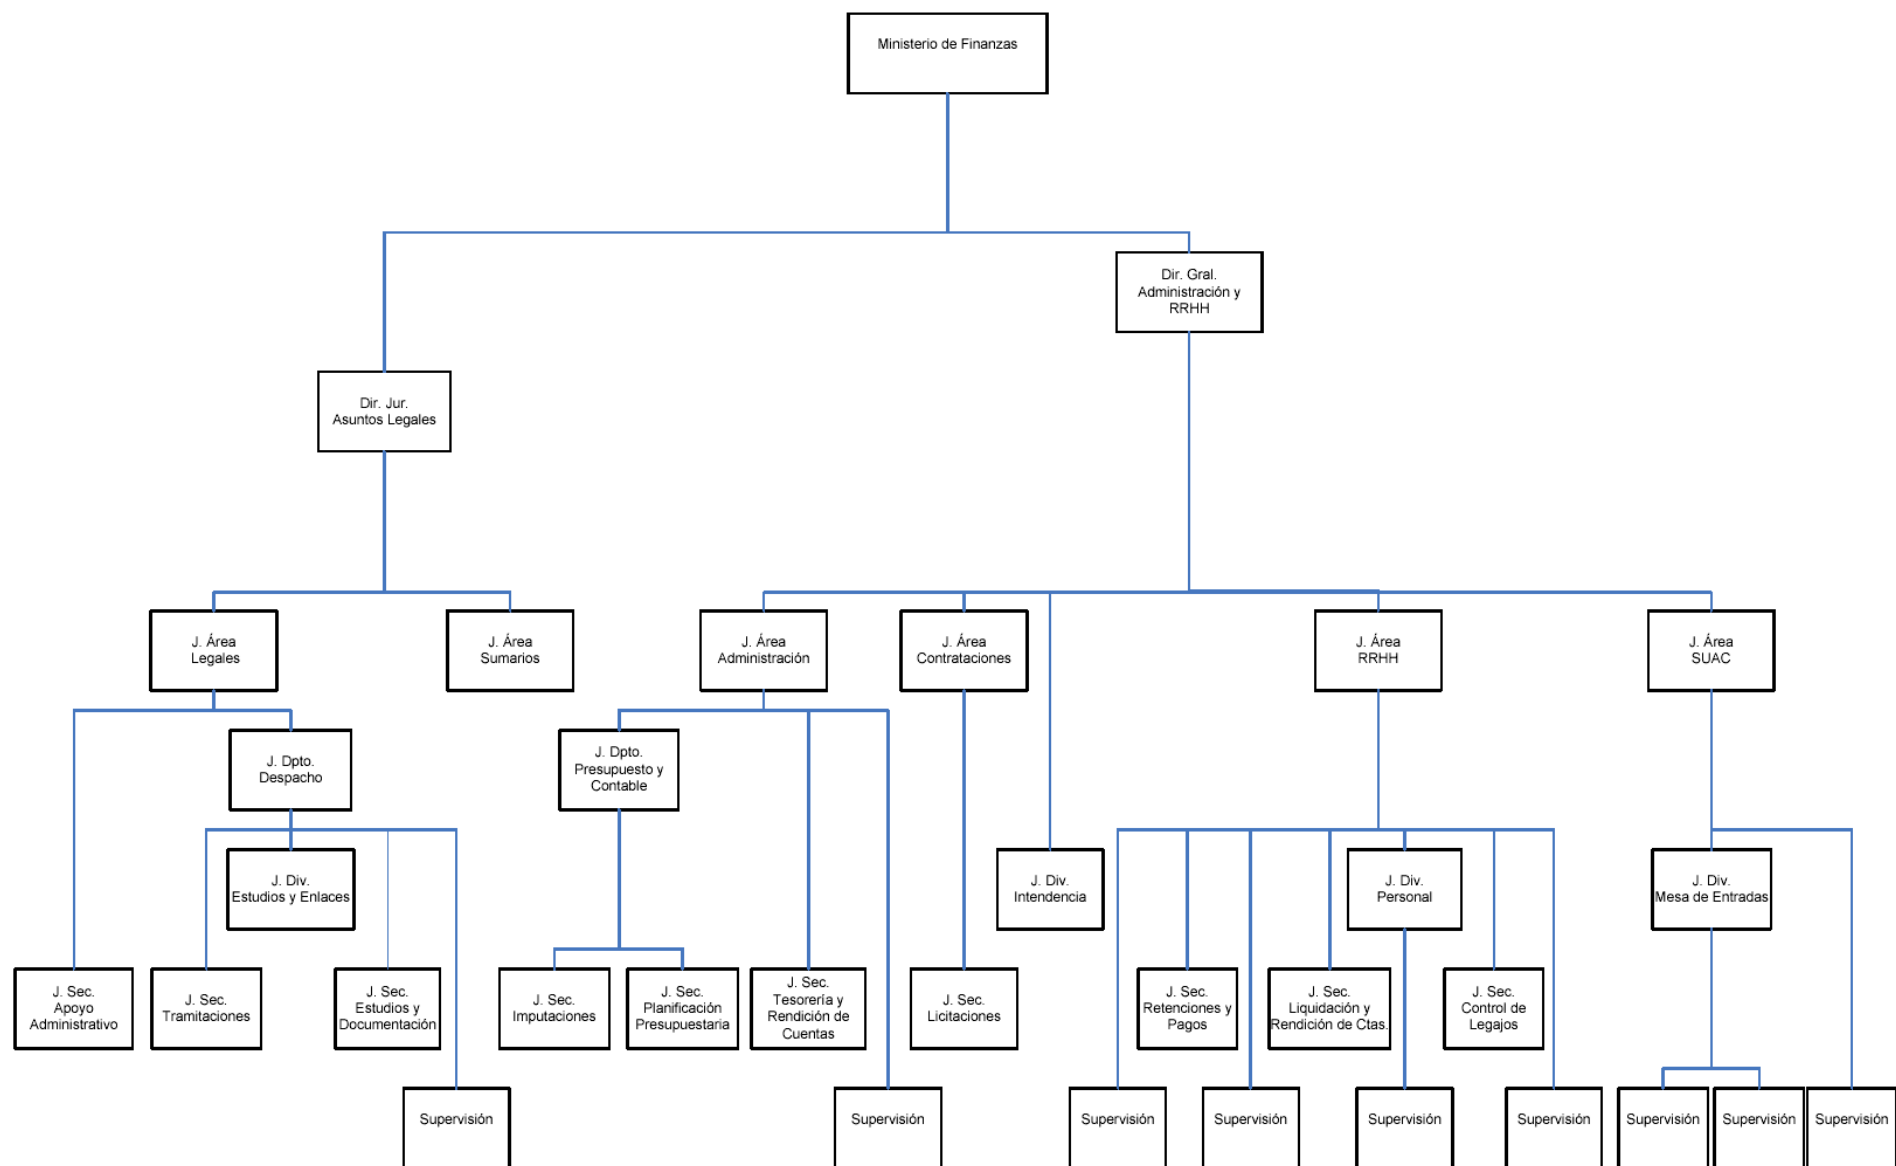 Ministerio de Finanzas
Dir. Gral.
Administración y
RRHH
Dir. Jur.
Asuntos Legales
J. Área
Legales
J. Área
Sumarios
J. Área
Administración
J. Área
Contrataciones
J. Área
RRHH
J. Área
SUAC
J. Dpto.
Despacho
J. Dpto.
Presupuesto y
Contable
J. Div.
Estudios y Enlaces
J. Div.
Intendencia
J. Div.
Personal
J. Div.
Mesa de Entradas
J. Sec.
Apoyo
Administrativo
J. Sec.
Tramitaciones
J. Sec.
Estudios y
Documentación
J. Sec.
Imputaciones
J. Sec.
Planificación
Presupuestaria
J. Sec.
Tesorería y
Rendición de
Cuentas
J. Sec.
Licitaciones
J. Sec.
Retenciones y
Pagos
J. Sec.
Liquidación y
Rendición de Ctas.
J. Sec.
Control de
Legajos
Supervisión
Supervisión
Supervisión
Supervisión
Supervisión
Supervisión
Supervisión
Supervisión
Supervisión